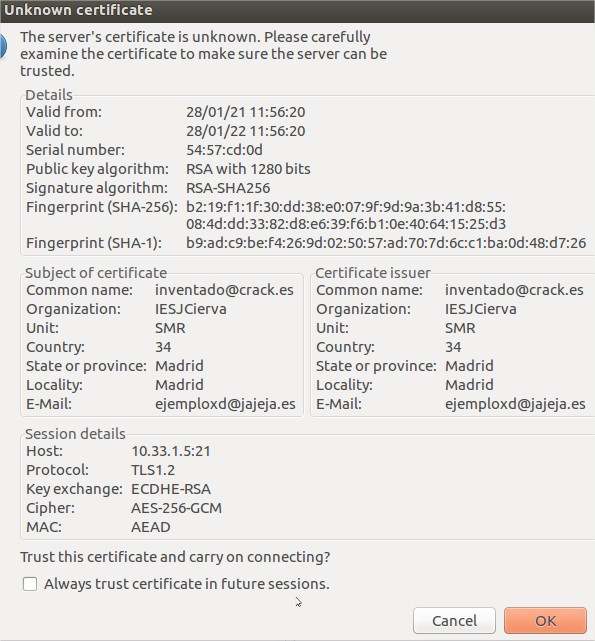 Unknown certificate
The server's certificate is unknown. Please carefully
examine the certificate to make sure the server can be
trusted.
Details
Valid from: 28/01/21 11:56:20
Valid to: 28/01/22 11:56:20
Serial number: 54:57:cd:0d
Public key algorithm: RSA with 1280 bits
Signature algorithm: RSA-SHA256
Fingerprint (SHA-256): b2:19:f1:1f:30:dd:38:e0:07:9f:9d:9a:3b:41:d8:55:
08:4d:dd:33:82:d8:e6:39:f6:b1:0e:40:64:15:25:d3
Fingerprint (SHA-1): b9:ad:c9:be:f4:26:9d:02:50:57:ad:70:7d:6c:c1:ba:0d:48:d7:26
Subject of certificate
Common name: inventado@crack.es
Organization: IESJCierva
Unit: SMR
Country: 34
State or province: Madrid
Locality: Madrid
E-Mail: ejemploxd@jajeja.es
Certificate issuer
Common name: inventado@crack.es
Organization: IESJCierva
Unit: SMR
Country: 34
State or province: Madrid
Locality: Madrid
E-Mail: ejemploxd@jajeja.es
Session details
Host: 10.33.1.5:21
Protocol: TLS1.2
Key exchange: ECDHE-RSA
Cipher: AES-256-GCM
MAC: AEAD
Trust this certificate and carry on connecting?
Always trust certificate in future sessions.
Cancel
OK